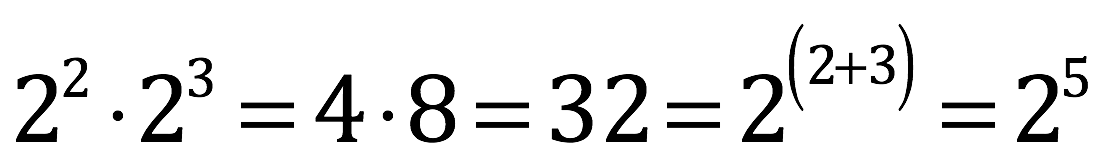 2² · 2³ = 4 · 8 = 32 = 2⁽²⁺³⁾ = 2⁵